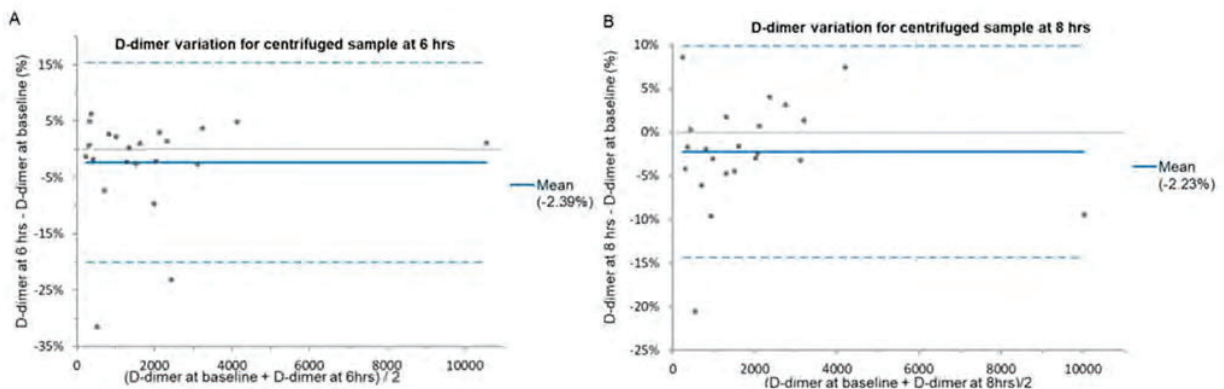 A
D-dimer variation for centrifuged sample at 6 hrs
D-dimer at 6 hrs - D-dimer at baseline (%)
15%
5%
-5%
-15%
-25%
-35%
0 2000 4000 6000 8000 10000
(D-dimer at baseline + D-dimer at 6hrs) / 2
Mean
(-2.39%)
B
D-dimer variation for centrifuged sample at 8 hrs
D-dimer at 8 hrs - D-dimer at baseline (%)
10%
5%
0%
-5%
-10%
-15%
-20%
-25%
0 2000 4000 6000 8000 10000
(D-dimer at baseline + D-dimer at 8hrs)/2
Mean
(-2.23%)